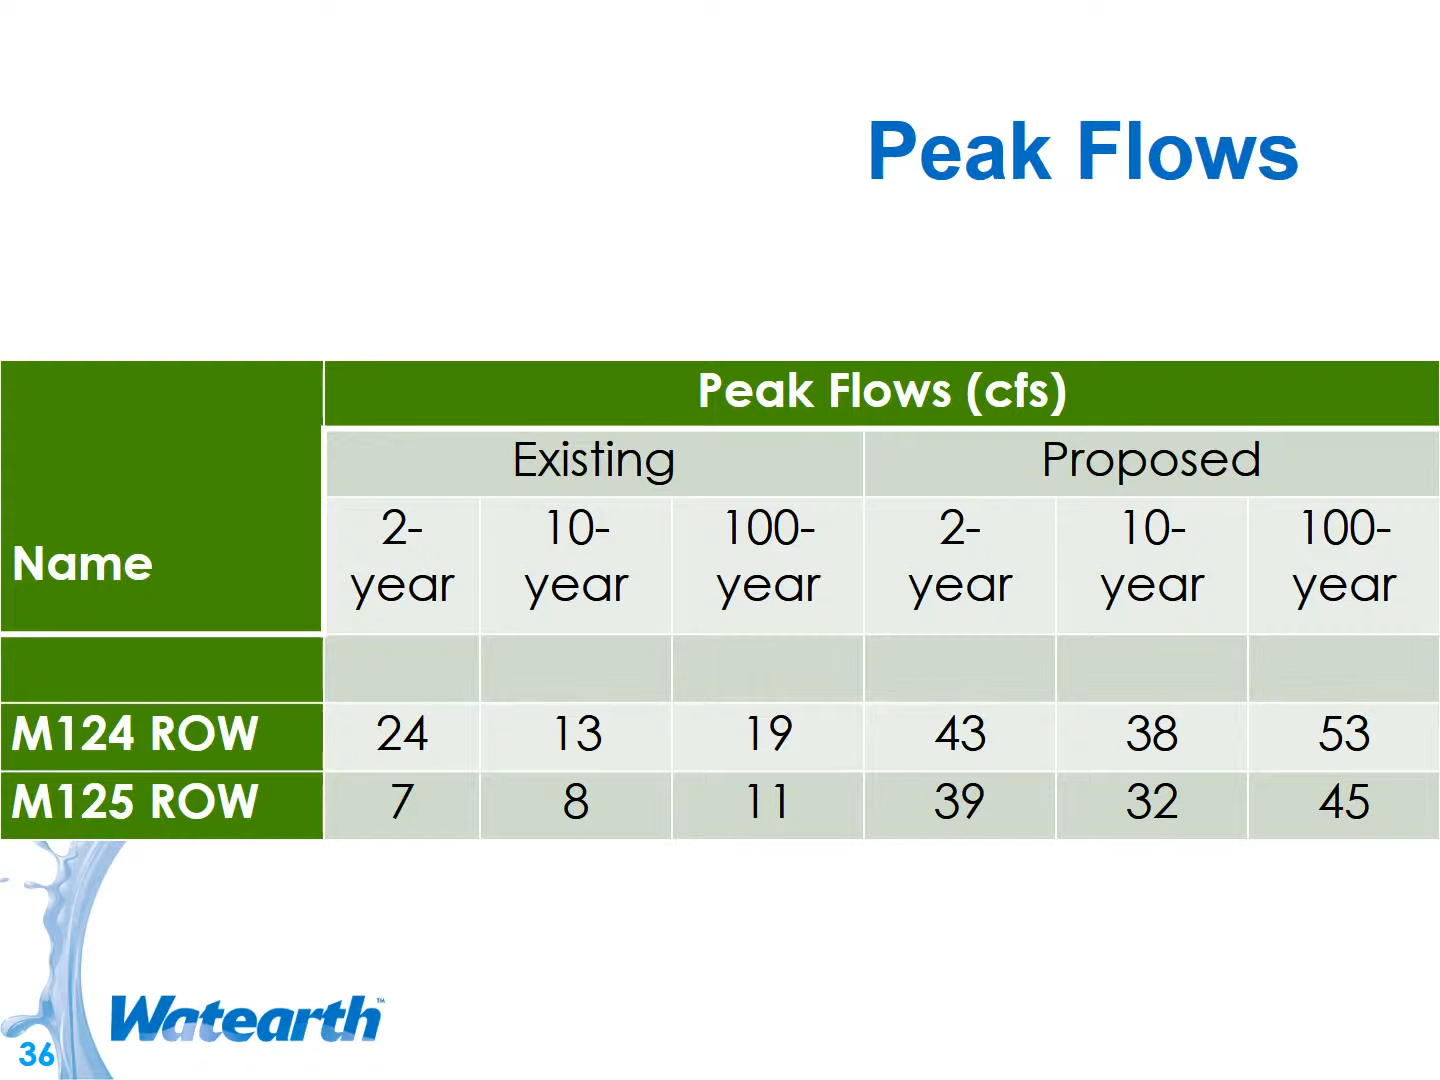 Peak Flows
Peak Flows (cfs)
Existing Proposed
Name 2-year 10-year 100-year 2-year 10-year 100-year
M124 ROW 24 13 19 43 38 53
M125 ROW 7 8 11 39 32 45
Watearth™
36